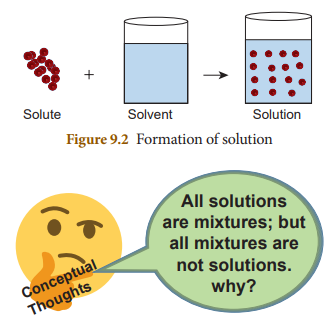 +
Solute
Solvent
Solution
Figure 9.2 Formation of solution
All solutions
are mixtures; but
all mixtures are
not solutions.
why?
Conceptual
Thoughts